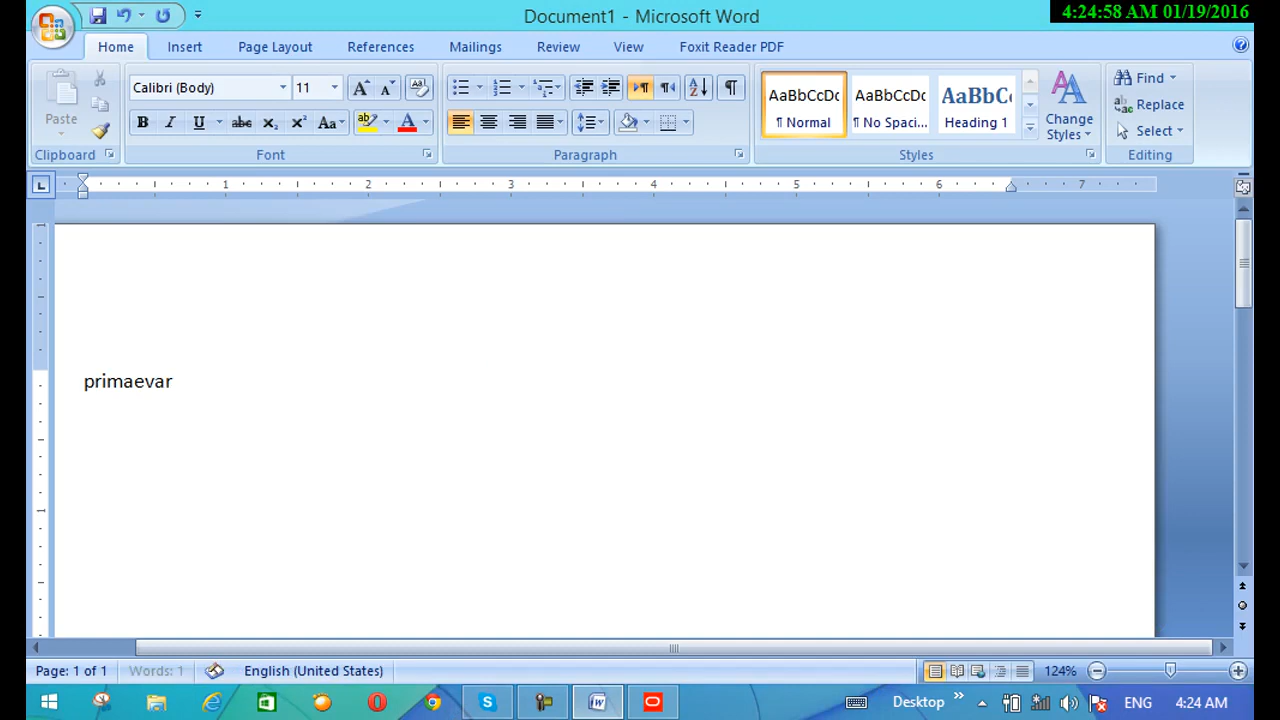 Document1 - Microsoft Word
4:24:58 AM 01/19/2016
Home Insert Page Layout References Mailings Review View Foxit Reader PDF
Paste
Clipboard
Calibri (Body) 11
B I U abc X₂ X² Aa
ab A
Font
Paragraph
AaBbCcDc AaBbCcDc AaBbC
¶ Normal ¶ No Spaci... Heading 1
Change Styles
Styles
Find
Replace
Select
Editing
1 2 3 4 5 6 7
primaevar
Page: 1 of 1 Words: 1 English (United States) 124%
Desktop » ENG 4:24 AM